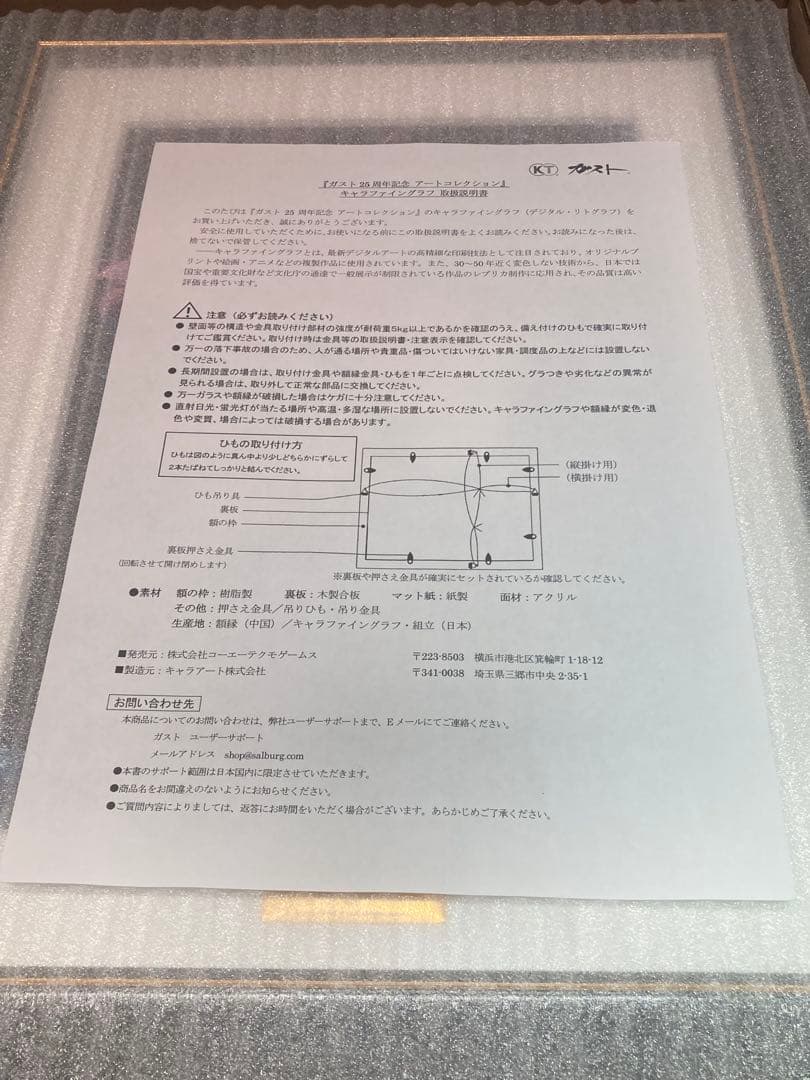 KT ガスト
『ガスト 25 周年記念 アートコレクション』
キャラファイングラフ 取扱説明書
このたびは『ガスト 25 周年記念 アートコレクション』のキャラファイングラフ（デジタル・リトグラフ）を
お買い上げいただき、誠にありがとうございます。
安全に使用していただくために、お使いになる前にこの取扱説明書をよくお読みください。お読みになった後は、
捨てないで保管してください。
――キャラファイングラフとは、最新デジタルアートの高精細な印刷技法として注目されており、オリジナルプ
リントや絵画・アニメなどの複製作品に使用されています。また、30～50 年近く変色しない技術から、日本では
国宝や重要文化財など文化庁の通達で一般展示が制限されている作品のレプリカ制作に応用され、その品質は高い
評価を得ています。
注意（必ずお読みください）
● 壁面等の構造や金具取り付け部材の強度が耐荷重5kg以上であるかを確認のうえ、備え付けのひもで確実に取り付
けてご鑑賞ください。取り付け時は金具等の取扱説明書・注意表示を確認してください。
● 万一の落下事故の場合のため、人が通る場所や貴重品・傷ついてはいけない家具・調度品の上などには設置しない
でください。
● 長期間設置の場合は、取り付け金具や額縁金具・ひもを1年ごとに点検してください。グラつきや劣化などの異常が
見られる場合は、取り外して正常な部品に交換してください。
● 万一ガラスや額縁が破損した場合はケガに十分注意してください。
● 直射日光・蛍光灯が当たる場所や高温・多湿な場所に設置しないでください。キャラファイングラフや額縁が変色・退
色や変質、場合によっては破損する場合があります。
ひもの取り付け方
ひもは図のように真ん中より少しどちらかにずらして
2本たばねてしっかりと結んでください。
（縦掛け用）
（横掛け用）
ひも吊り具
裏板
額の枠
裏板押さえ金具
（回転させて開け閉めします）
※裏板や押さえ金具が確実にセットされているか確認してください。
●素材 額の枠：樹脂製 裏板：木製合板 マット紙：紙製 面材：アクリル
その他：押さえ金具／吊りひも・吊り金具
生産地：額縁（中国）／キャラファイングラフ・組立（日本）
■発売元：株式会社コーエーテクモゲームス 〒223-8503 横浜市港北区箕輪町 1-18-12
■製造元：キャラアート株式会社 〒341-0038 埼玉県三郷市中央 2-35-1
お問い合わせ先
本商品についてのお問い合わせは、弊社ユーザーサポートまで、E メールにてご連絡ください。
ガスト ユーザーサポート
メールアドレス shop@salburg.com
●本書のサポート範囲は日本国内に限定させていただきます。
●商品名をお間違えのないようにお知らせください。
●ご質問内容によりましては、返答にお時間をいただく場合がございます。あらかじめご了承ください。